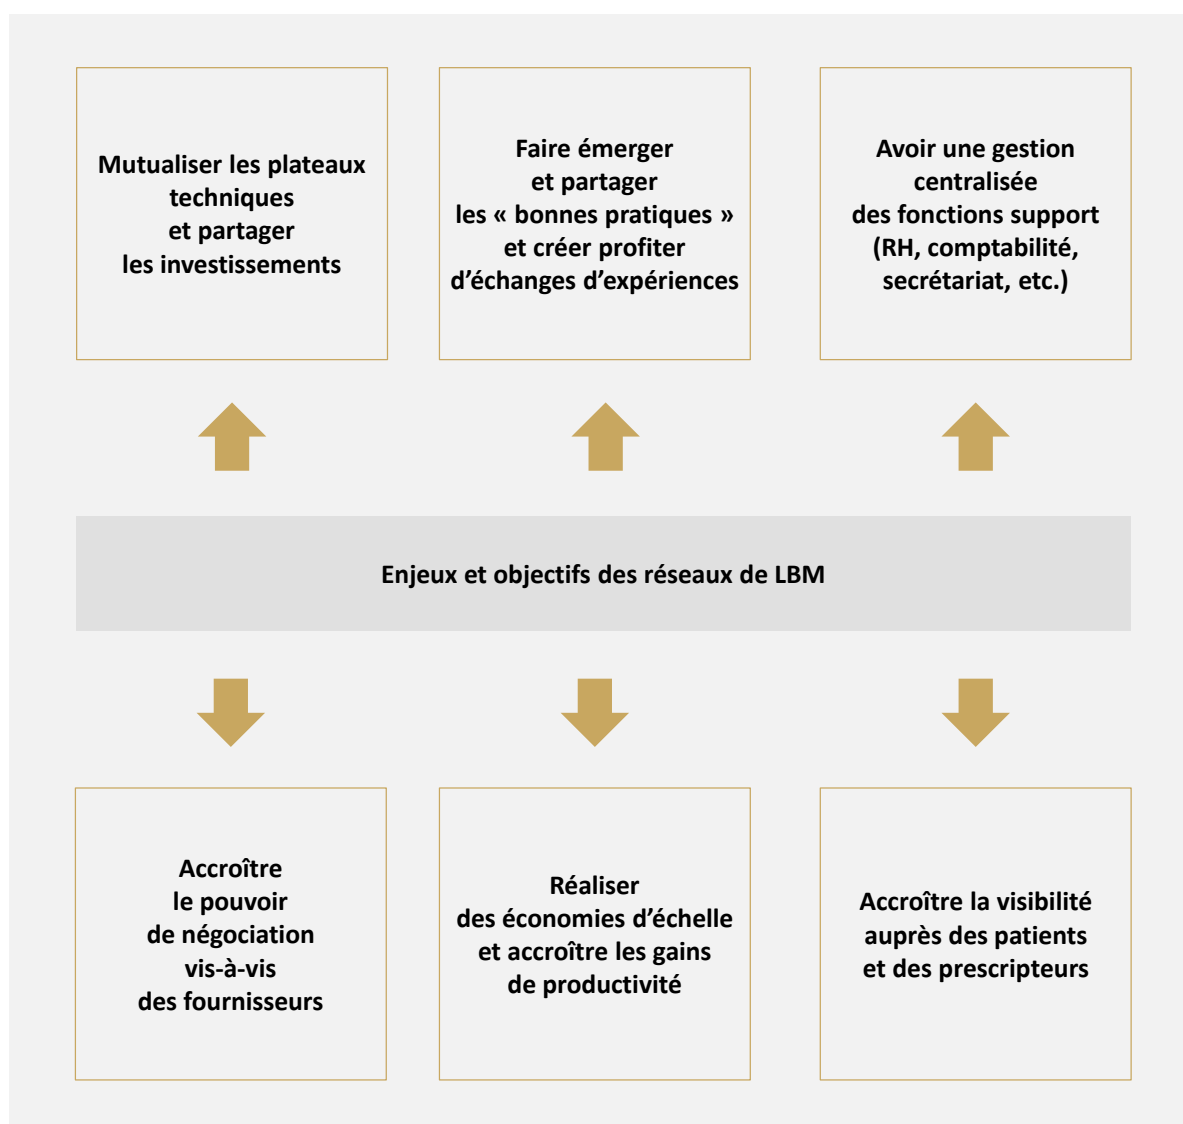 Mutualiser les plateaux
techniques
et partager
les investissements
Faire émerger
et partager
les « bonnes pratiques »
et créer profiter
d’échanges d’expériences
Avoir une gestion
centralisée
des fonctions support
(RH, comptabilité,
secrétariat, etc.)
Enjeux et objectifs des réseaux de LBM
Accroître
le pouvoir
de négociation
vis-à-vis
des fournisseurs
Réaliser
des économies d’échelle
et accroître les gains
de productivité
Accroître la visibilité
auprès des patients
et des prescripteurs